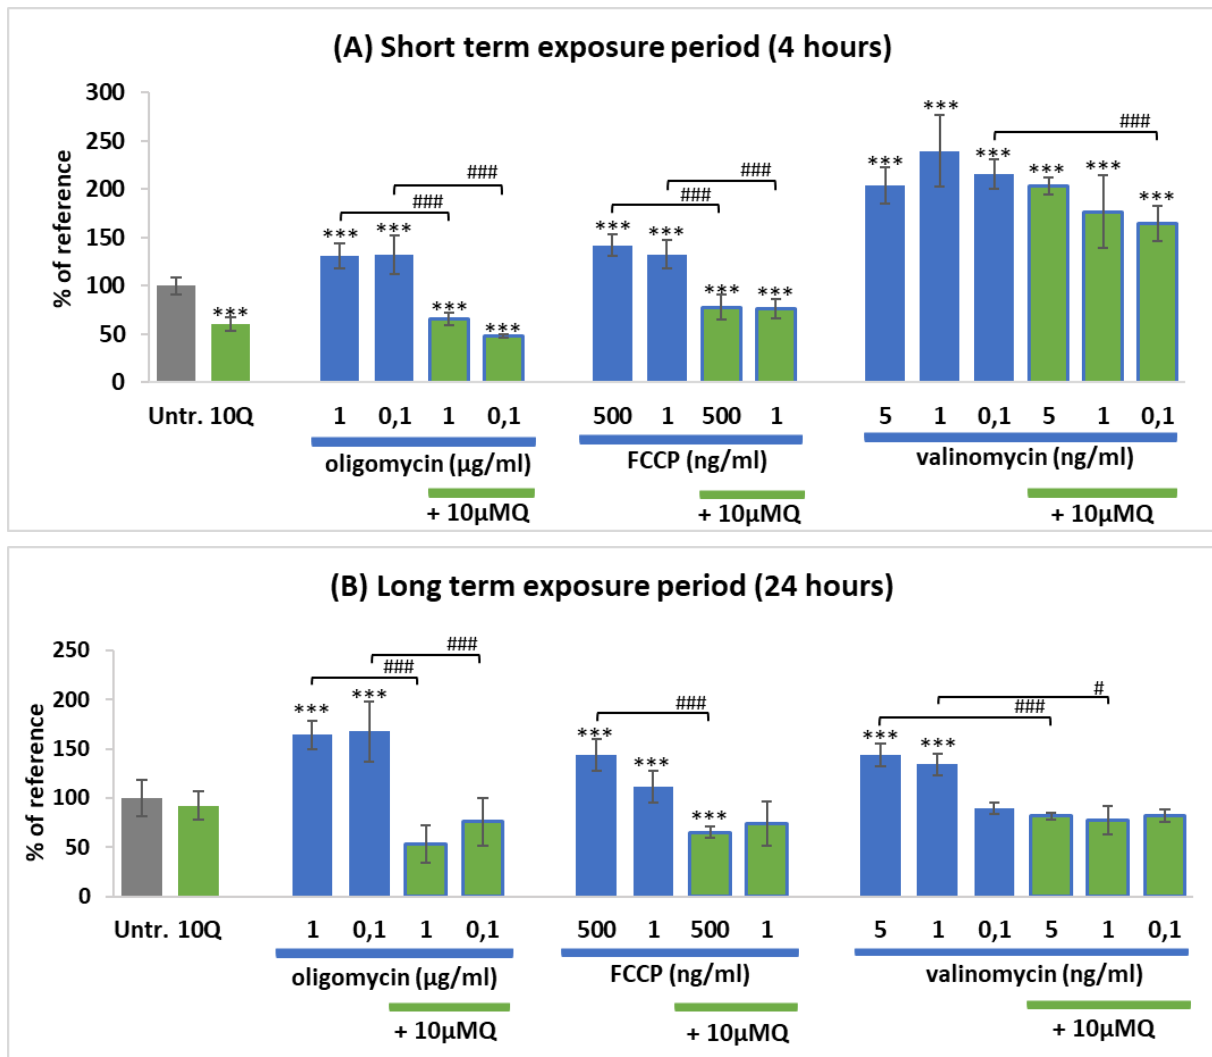 (A) Short term exposure period (4 hours)
% of reference
300
250
200
150
100
50
0
***
***
***
***
***
###
###
***
***
***
***
###
###
***
***
***
***
***
***
###
Untr. 10Q
1 0,1 1 0,1
500 1 500 1
5 1 0,1 5 1 0,1
oligomycin (µg/ml)
FCCP (ng/ml)
valinomycin (ng/ml)
+ 10µMQ
+ 10µMQ
+ 10µMQ
(B) Long term exposure period (24 hours)
% of reference
250
200
150
100
50
0
***
***
###
###
***
***
***
###
***
***
###
#
Untr. 10Q
1 0,1 1 0,1
500 1 500 1
5 1 0,1 5 1 0,1
oligomycin (µg/ml)
FCCP (ng/ml)
valinomycin (ng/ml)
+ 10µMQ
+ 10µMQ
+ 10µMQ